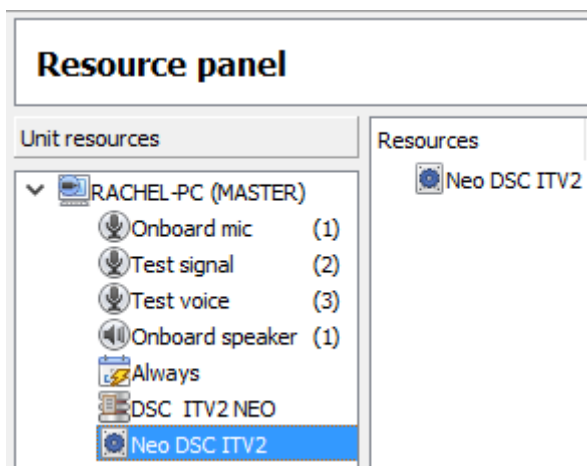 Resource panel
Unit resources
Resources
RACHEL-PC (MASTER)
Neo DSC ITV2
Onboard mic (1)
Test signal (2)
Test voice (3)
Onboard speaker (1)
Always
DSC ITV2 NEO
Neo DSC ITV2